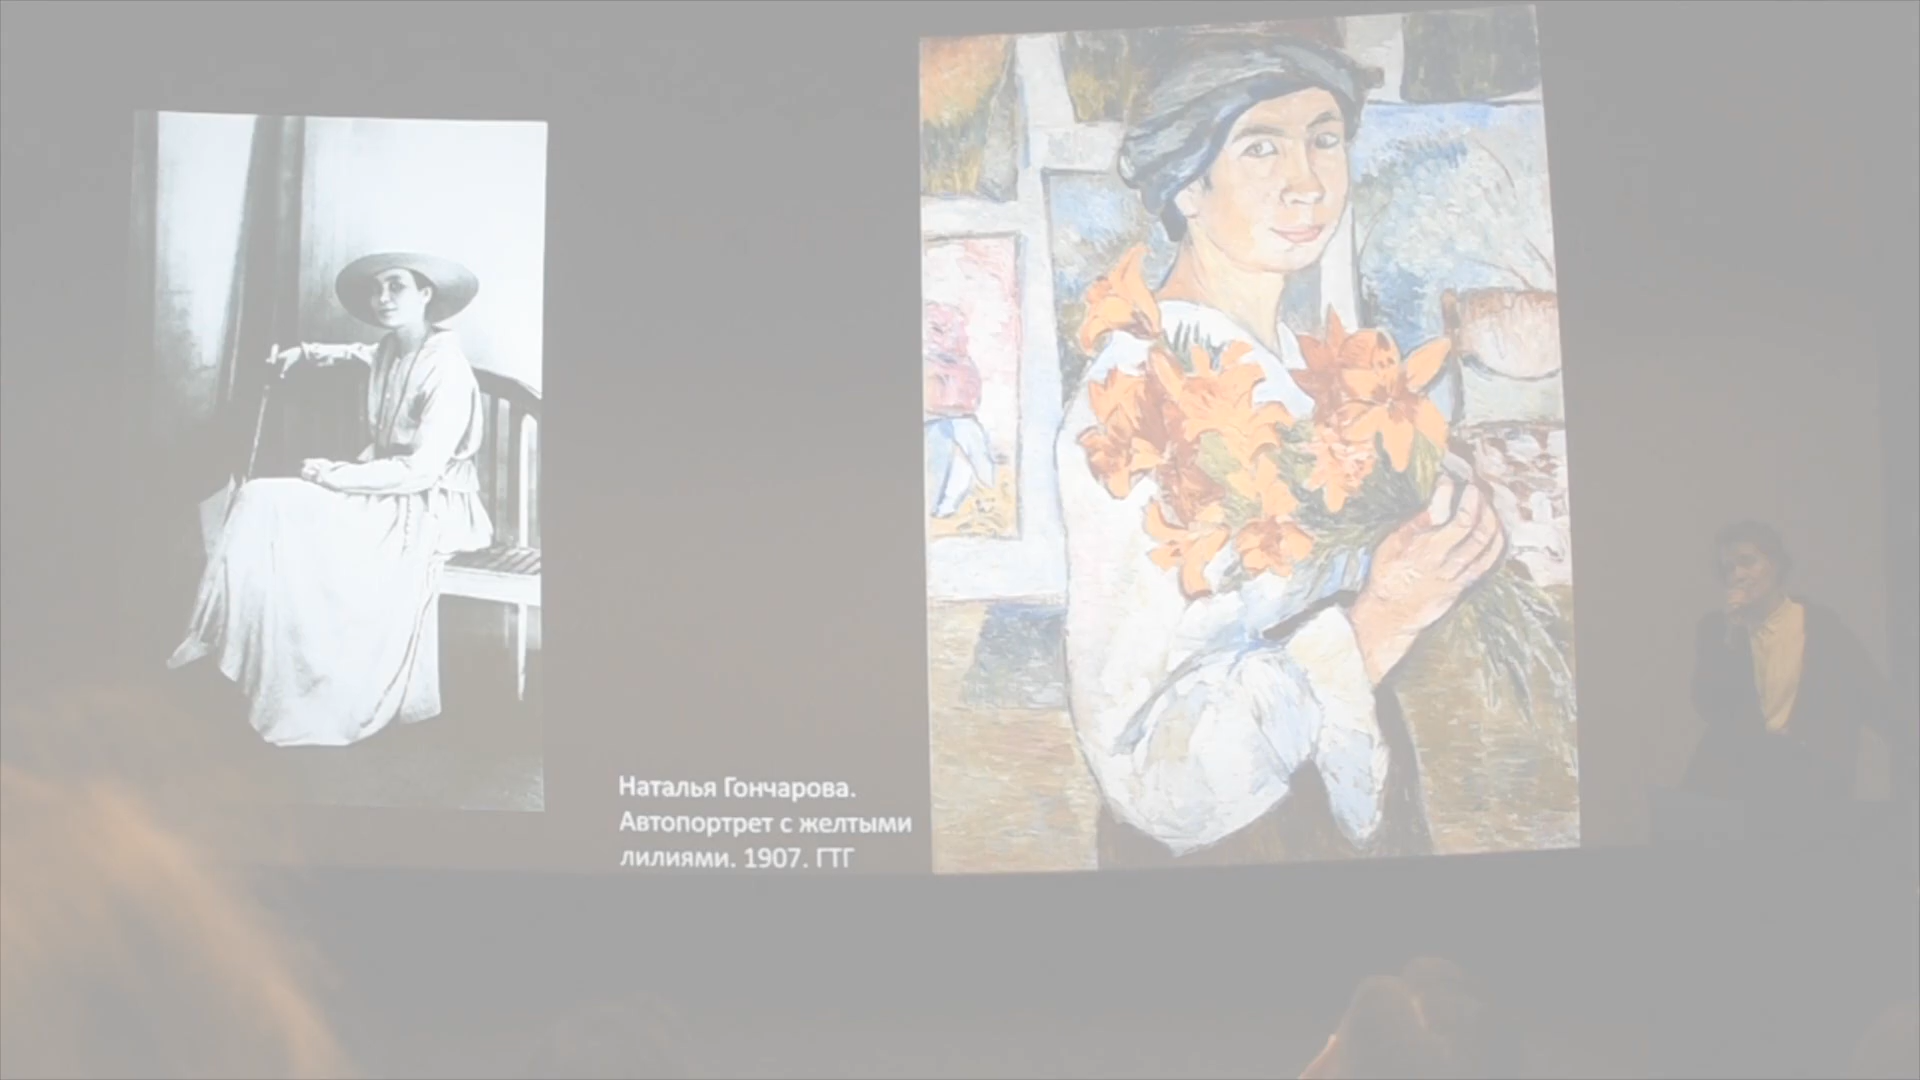 Наталья Гончарова.
Автопортрет с желтыми
лилиями. 1907. ГТГ